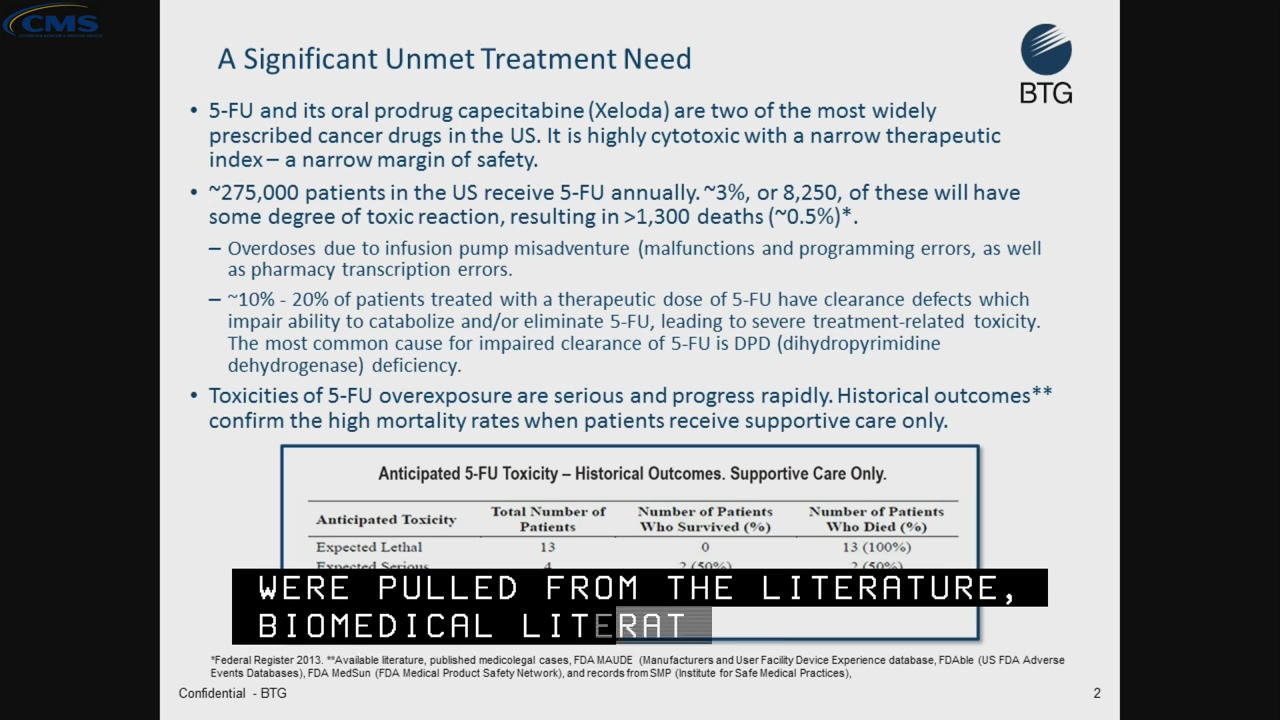 CMS
A Significant Unmet Treatment Need
BTG
• 5-FU and its oral prodrug capecitabine (Xeloda) are two of the most widely
prescribed cancer drugs in the US. It is highly cytotoxic with a narrow therapeutic
index – a narrow margin of safety.
• ~275,000 patients in the US receive 5-FU annually. ~3%, or 8,250, of these will have
some degree of toxic reaction, resulting in >1,300 deaths (~0.5%)*.
– Overdoses due to infusion pump misadventure (malfunctions and programming errors, as well
as pharmacy transcription errors.
– ~10% - 20% of patients treated with a therapeutic dose of 5-FU have clearance defects which
impair ability to catabolize and/or eliminate 5-FU, leading to severe treatment-related toxicity.
The most common cause for impaired clearance of 5-FU is DPD (dihydropyrimidine
dehydrogenase) deficiency.
• Toxicities of 5-FU overexposure are serious and progress rapidly. Historical outcomes**
confirm the high mortality rates when patients receive supportive care only.
Anticipated 5-FU Toxicity – Historical Outcomes. Supportive Care Only.
Anticipated Toxicity Total Number of Patients Number of Patients Who Survived (%) Number of Patients Who Died (%)
Expected Lethal 13 0 13 (100%)
Expected Serious 4 2 (50%) 2 (50%)
WERE PULLED FROM THE LITERATURE,
BIOMEDICAL LITERAT
*Federal Register 2013. **Available literature, published medicolegal cases, FDA MAUDE (Manufacturers and User Facility Device Experience database, FDAble (US FDA Adverse
Events Databases), FDA MedSun (FDA Medical Product Safety Network), and records from SMP (Institute for Safe Medical Practices),
Confidential - BTG
2